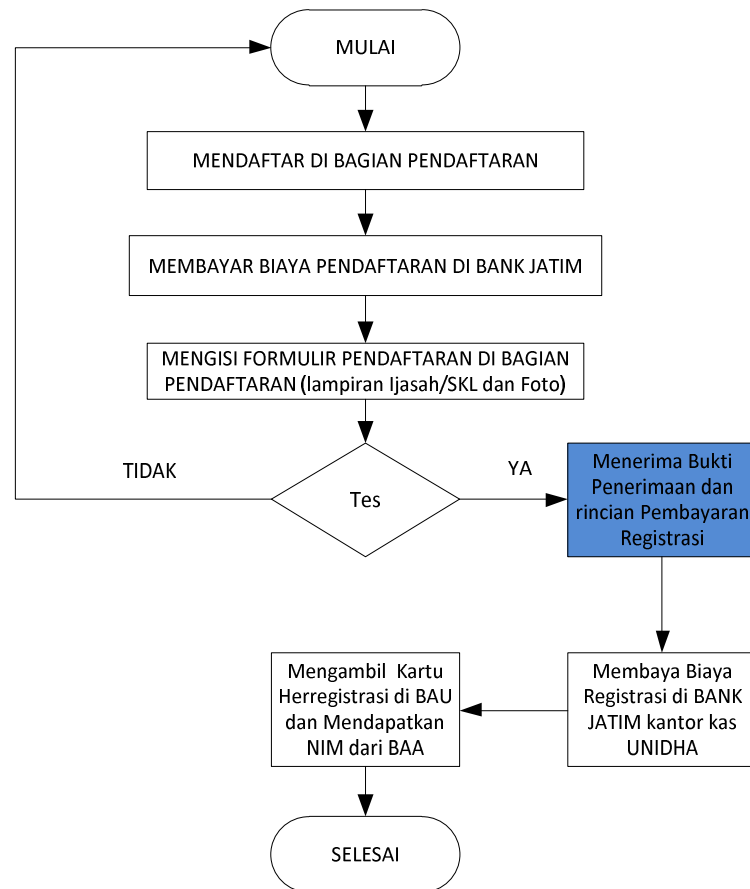 MULAI
MENDAFTAR DI BAGIAN PENDAFTARAN
MEMBAYAR BIAYA PENDAFTARAN DI BANK JATIM
MENGISI FORMULIR PENDAFTARAN DI BAGIAN
PENDAFTARAN (lampiran Ijasah/SKL dan Foto)
TIDAK
Tes
YA
Menerima Bukti
Penerimaan dan
rincian Pembayaran
Registrasi
Membaya Biaya
Registrasi di BANK
JATIM kantor kas
UNIDHA
Mengambil Kartu
Herregistrasi di BAU
dan Mendapatkan
NIM dari BAA
SELESAI